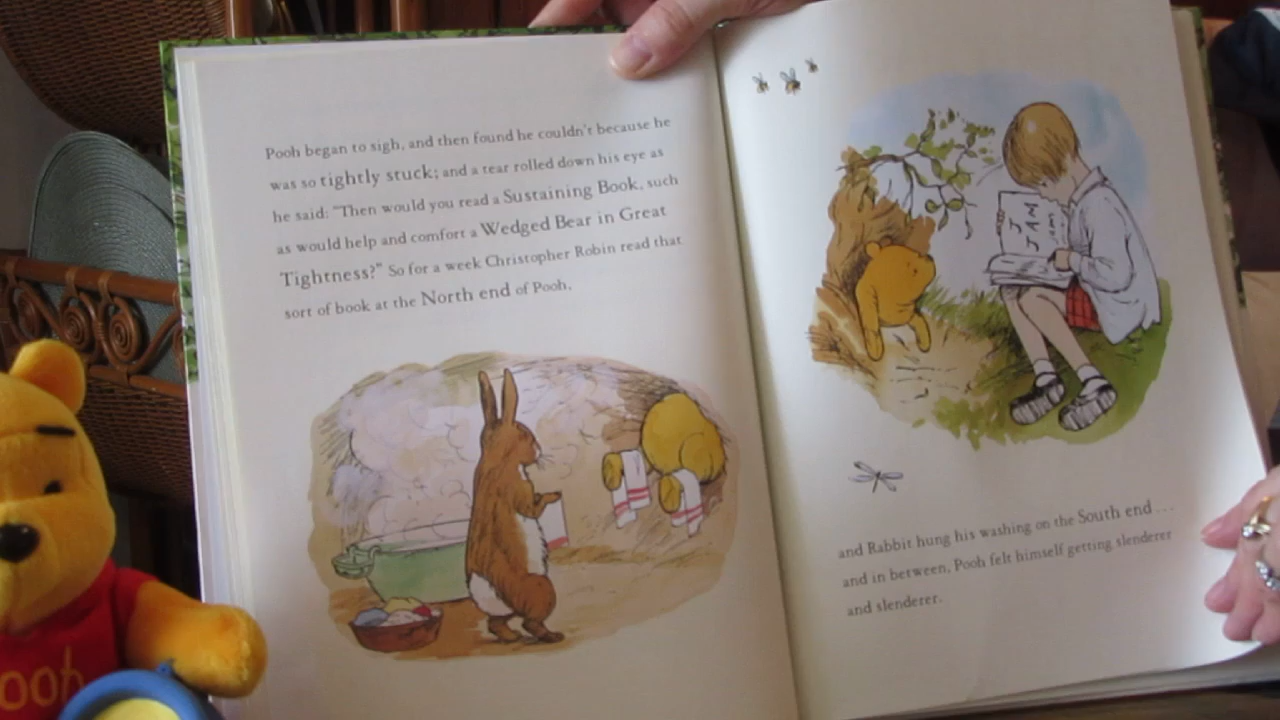 Pooh began to sigh, and then found he couldn't because he
was so tightly stuck; and a tear rolled down his eye as
he said: "Then would you read a Sustaining Book, such
as would help and comfort a Wedged Bear in Great
Tightness?" So for a week Christopher Robin read that
sort of book at the North end of Pooh,
J
JAM
JAM
and Rabbit hung his washing on the South end ...
and in between, Pooh felt himself getting slenderer
and slenderer.
ooh